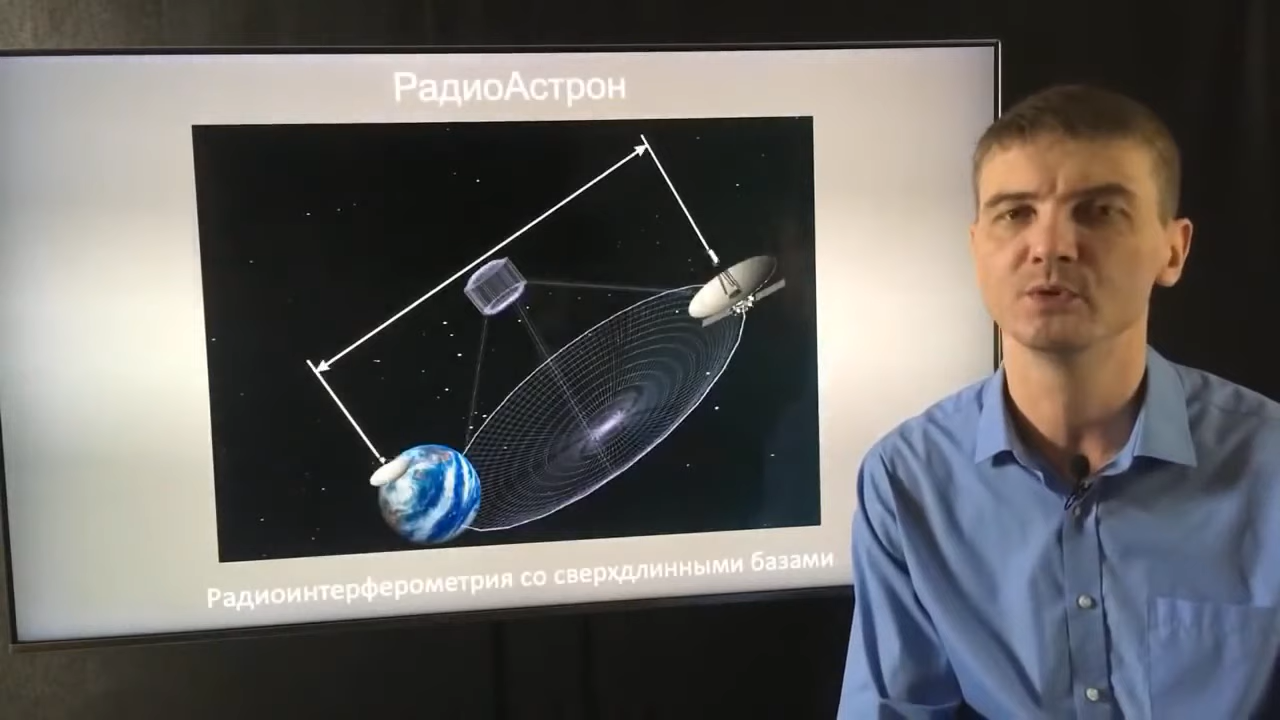 РадиоАстрон
Радиоинтерферометрия со сверхдлинными базами